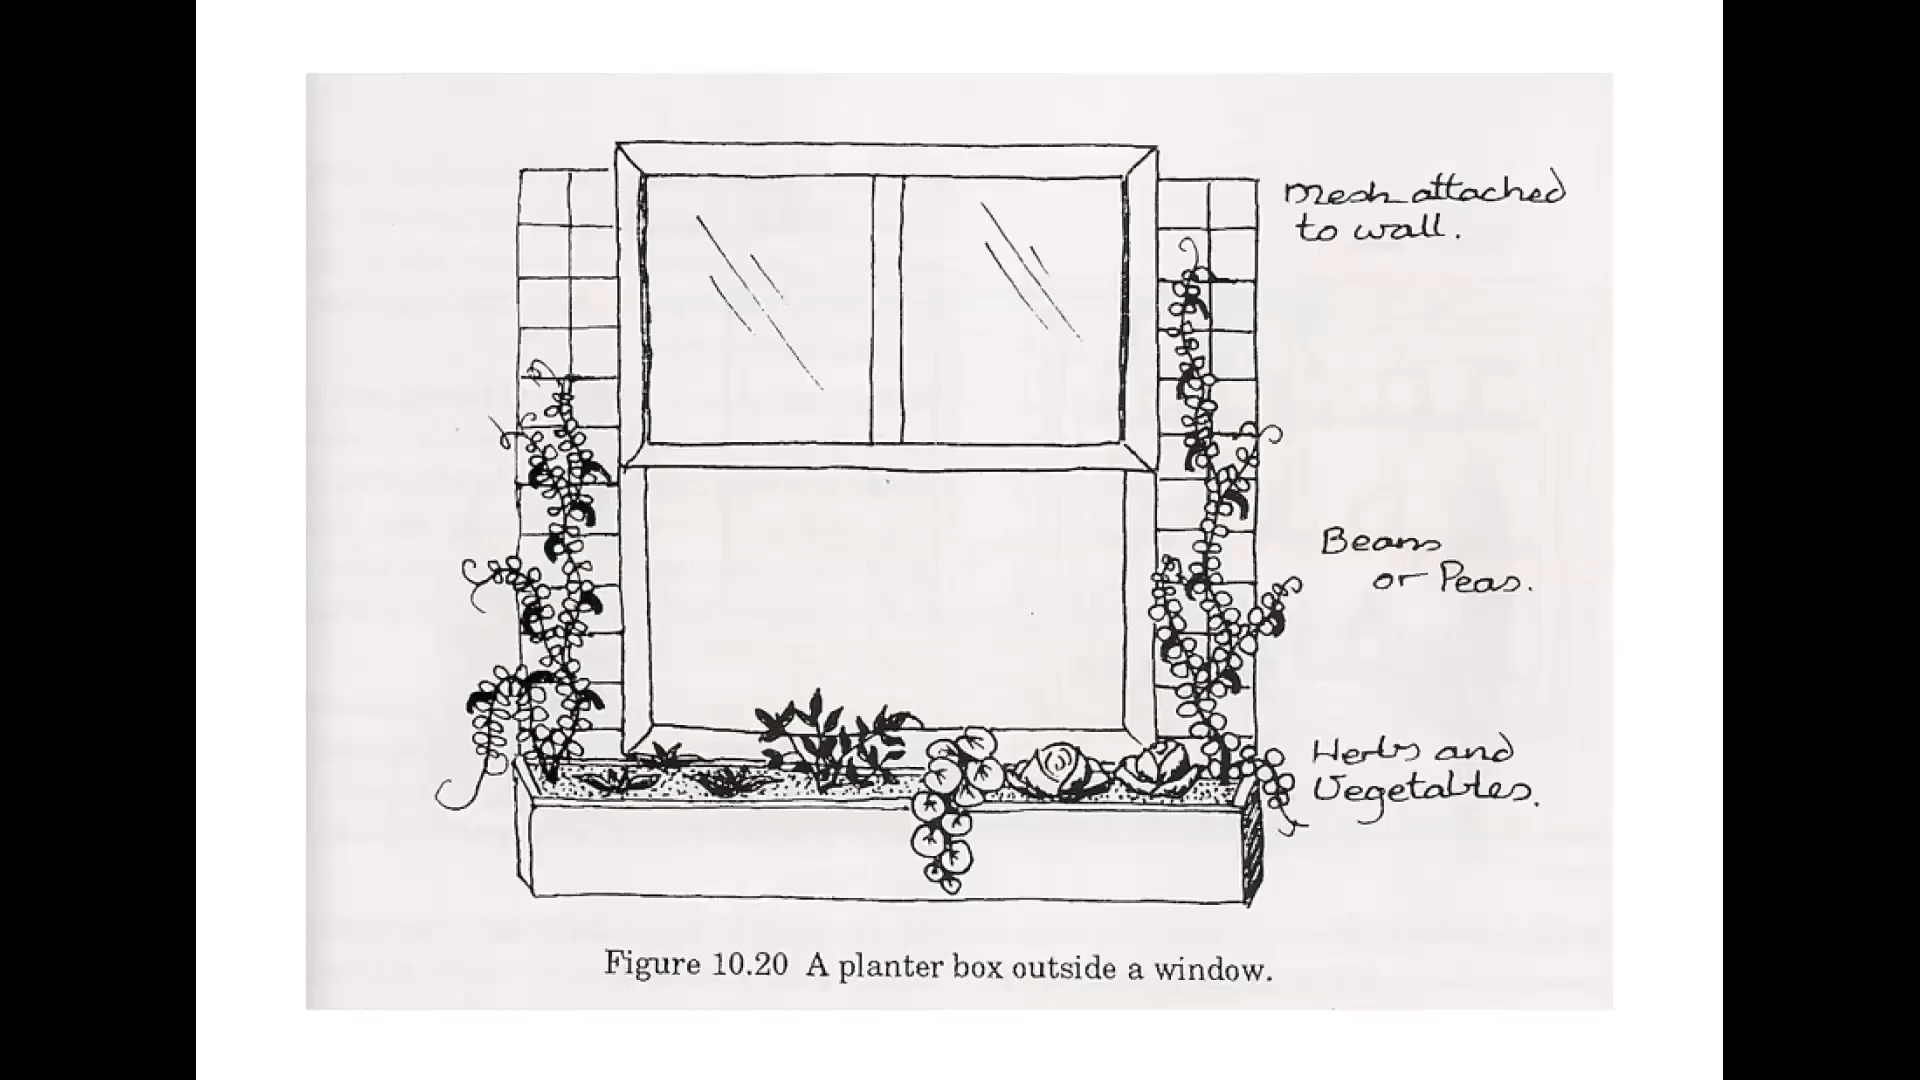 Mesh attached
to wall.
Beans
or Peas.
Herbs and
Vegetables.
Figure 10.20 A planter box outside a window.